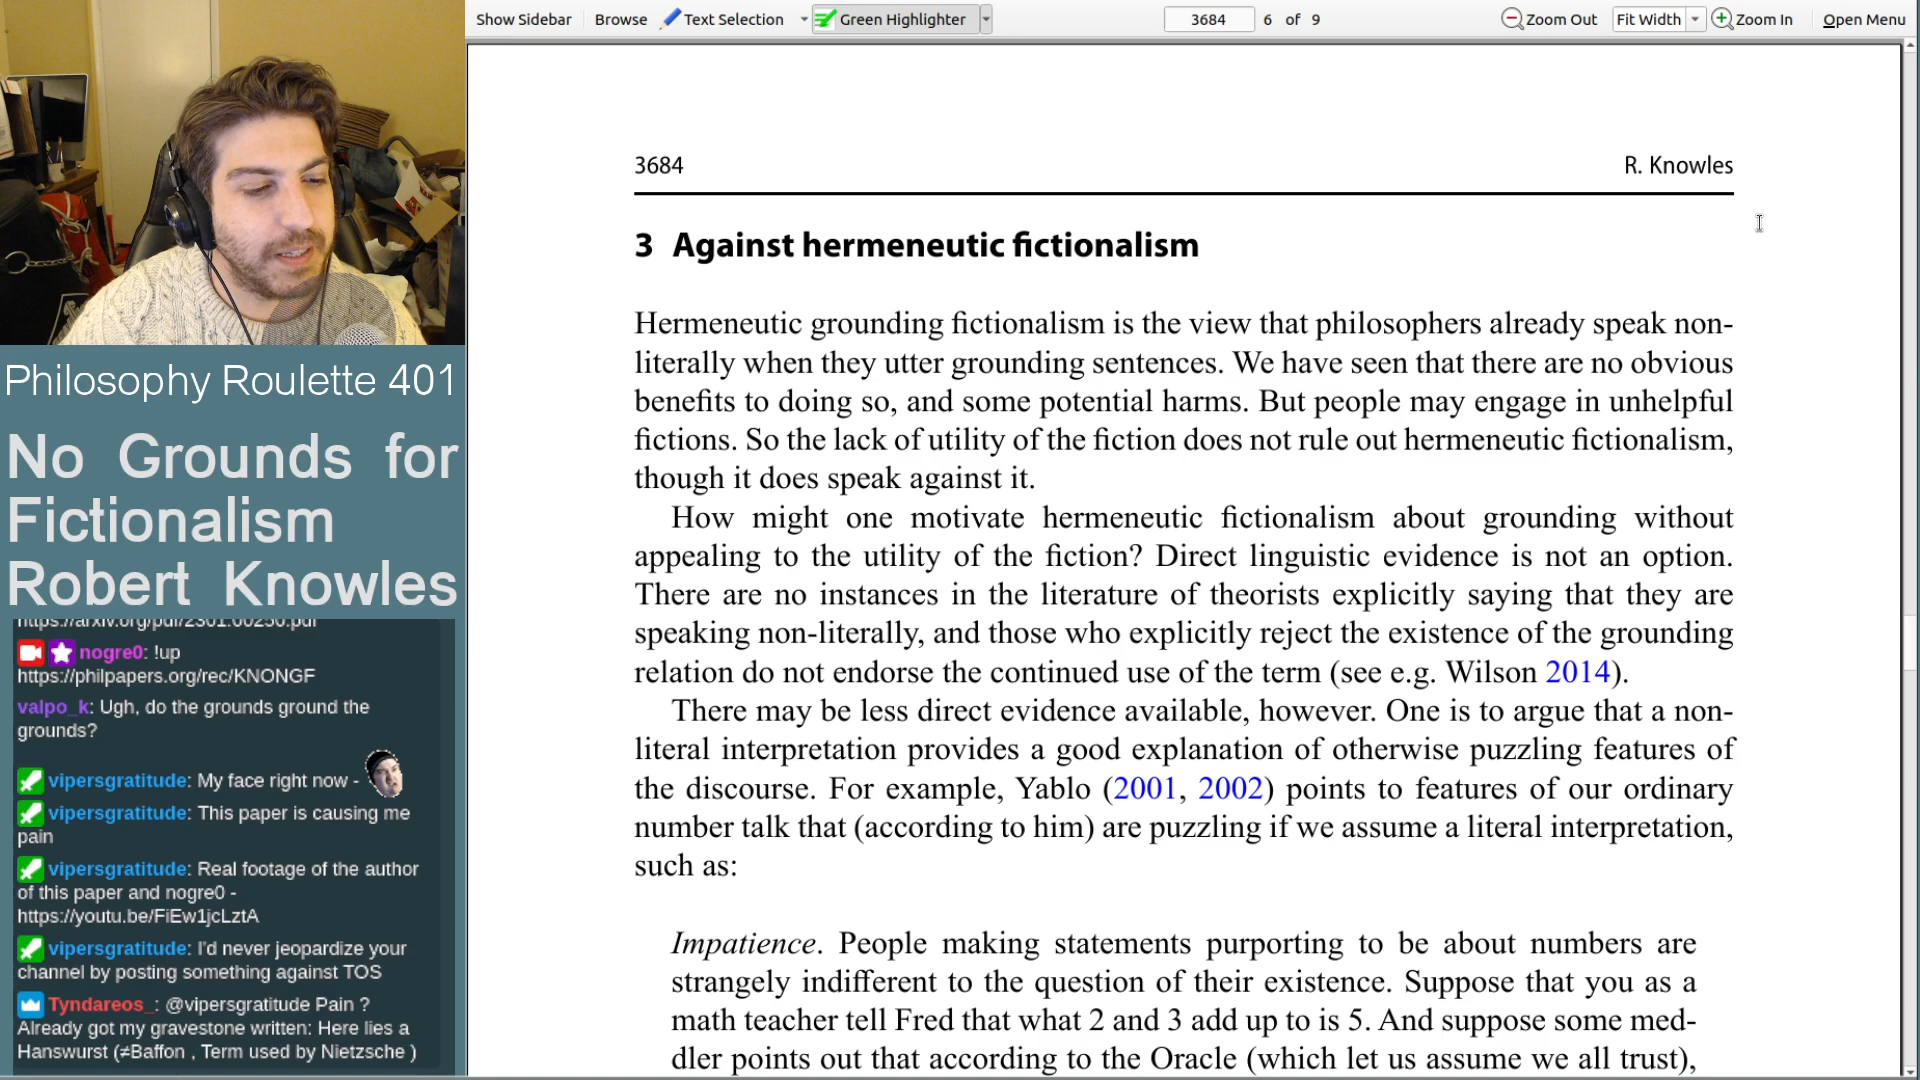 Show Sidebar Browse Text Selection Green Highlighter 3684 6 of 9 Zoom Out Fit Width Zoom In Open Menu
3684 R. Knowles
3 Against hermeneutic fictionalism
Hermeneutic grounding fictionalism is the view that philosophers already speak non-
literally when they utter grounding sentences. We have seen that there are no obvious
benefits to doing so, and some potential harms. But people may engage in unhelpful
fictions. So the lack of utility of the fiction does not rule out hermeneutic fictionalism,
though it does speak against it.
How might one motivate hermeneutic fictionalism about grounding without
appealing to the utility of the fiction? Direct linguistic evidence is not an option.
There are no instances in the literature of theorists explicitly saying that they are
speaking non-literally, and those who explicitly reject the existence of the grounding
relation do not endorse the continued use of the term (see e.g. Wilson 2014).
There may be less direct evidence available, however. One is to argue that a non-
literal interpretation provides a good explanation of otherwise puzzling features of
the discourse. For example, Yablo (2001, 2002) points to features of our ordinary
number talk that (according to him) are puzzling if we assume a literal interpretation,
such as:
Impatience. People making statements purporting to be about numbers are
strangely indifferent to the question of their existence. Suppose that you as a
math teacher tell Fred that what 2 and 3 add up to is 5. And suppose some med-
dler points out that according to the Oracle (which let us assume we all trust),
Philosophy Roulette 401
No Grounds for
Fictionalism
Robert Knowles
https://arxiv.org/pdf/2301.00250.pdf
nogre0: !up
https://philpapers.org/rec/KNONGF
valpo_k: Ugh, do the grounds ground the
grounds?
vipersgratitude: My face right now -
vipersgratitude: This paper is causing me
pain
vipersgratitude: Real footage of the author
of this paper and nogre0 -
https://youtu.be/FiEw1jcLztA
vipersgratitude: I'd never jeopardize your
channel by posting something against TOS
Tyndareos_: @vipersgratitude Pain ?
Already got my gravestone written: Here lies a
Hanswurst (≠Baffon , Term used by Nietzsche )